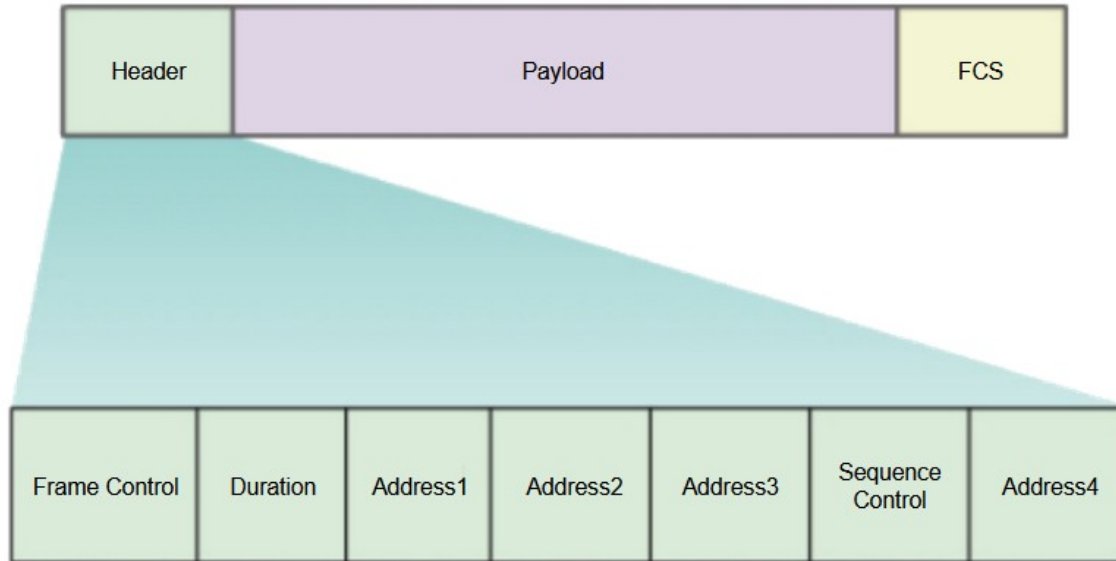 Header
Payload
FCS
Frame Control
Duration
Address1
Address2
Address3
Sequence
Control
Address4